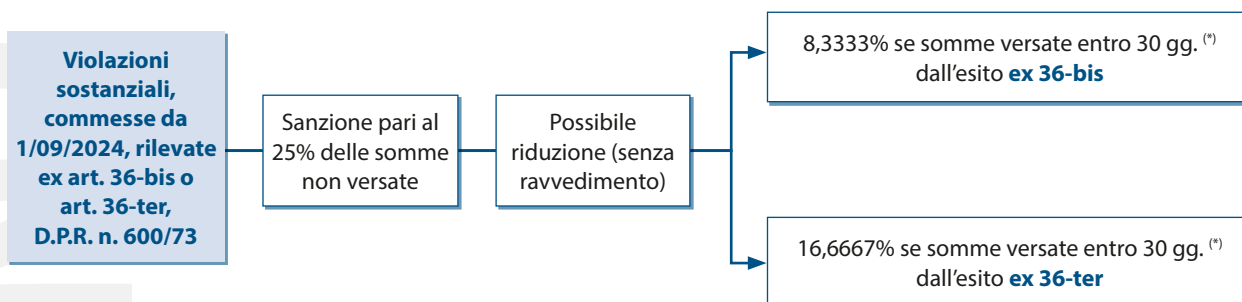 Violazioni
sostanziali,
commesse da
1/09/2024, rilevate
ex art. 36-bis o
art. 36-ter,
D.P.R. n. 600/73
Sanzione pari al
25% delle somme
non versate
Possibile
riduzione (senza
ravvedimento)
8,3333% se somme versate entro 30 gg. (*)
dall'esito ex 36-bis
16,6667% se somme versate entro 30 gg. (*)
dall'esito ex 36-ter